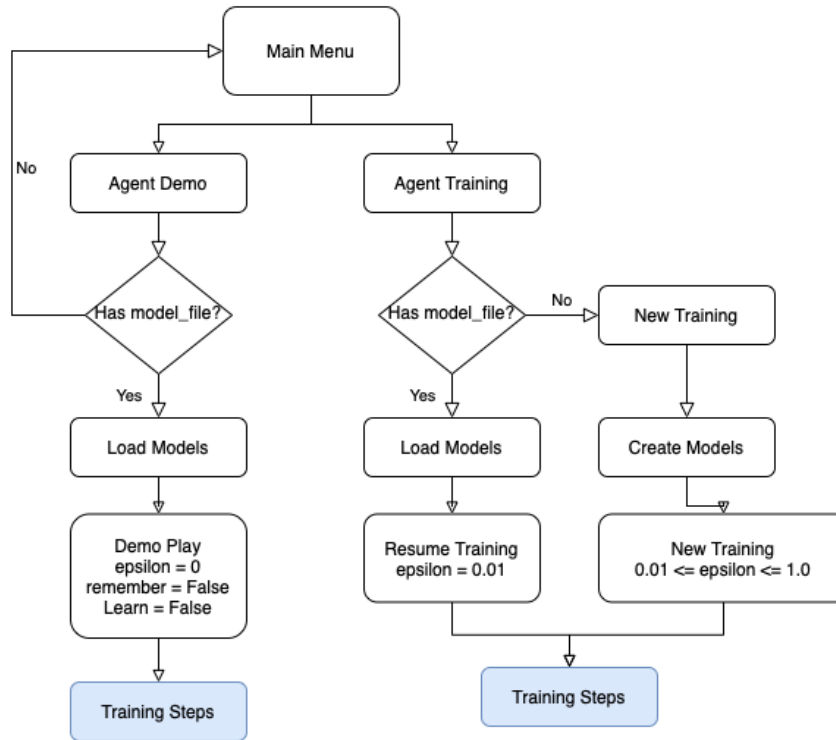 Main Menu
No
Agent Demo
Agent Training
Has model_file?
Has model_file?
No
New Training
Yes
Yes
Load Models
Load Models
Create Models
Demo Play
epsilon = 0
remember = False
Learn = False
Resume Training
epsilon = 0.01
New Training
0.01 <= epsilon <= 1.0
Training Steps
Training Steps